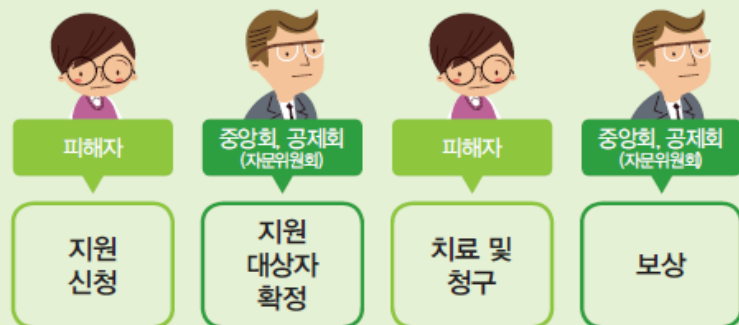 피해자
중앙회, 공제회
(자문위원회)
피해자
중앙회, 공제회
(자문위원회)
지원
신청
지원
대상자
확정
치료 및
청구
보상